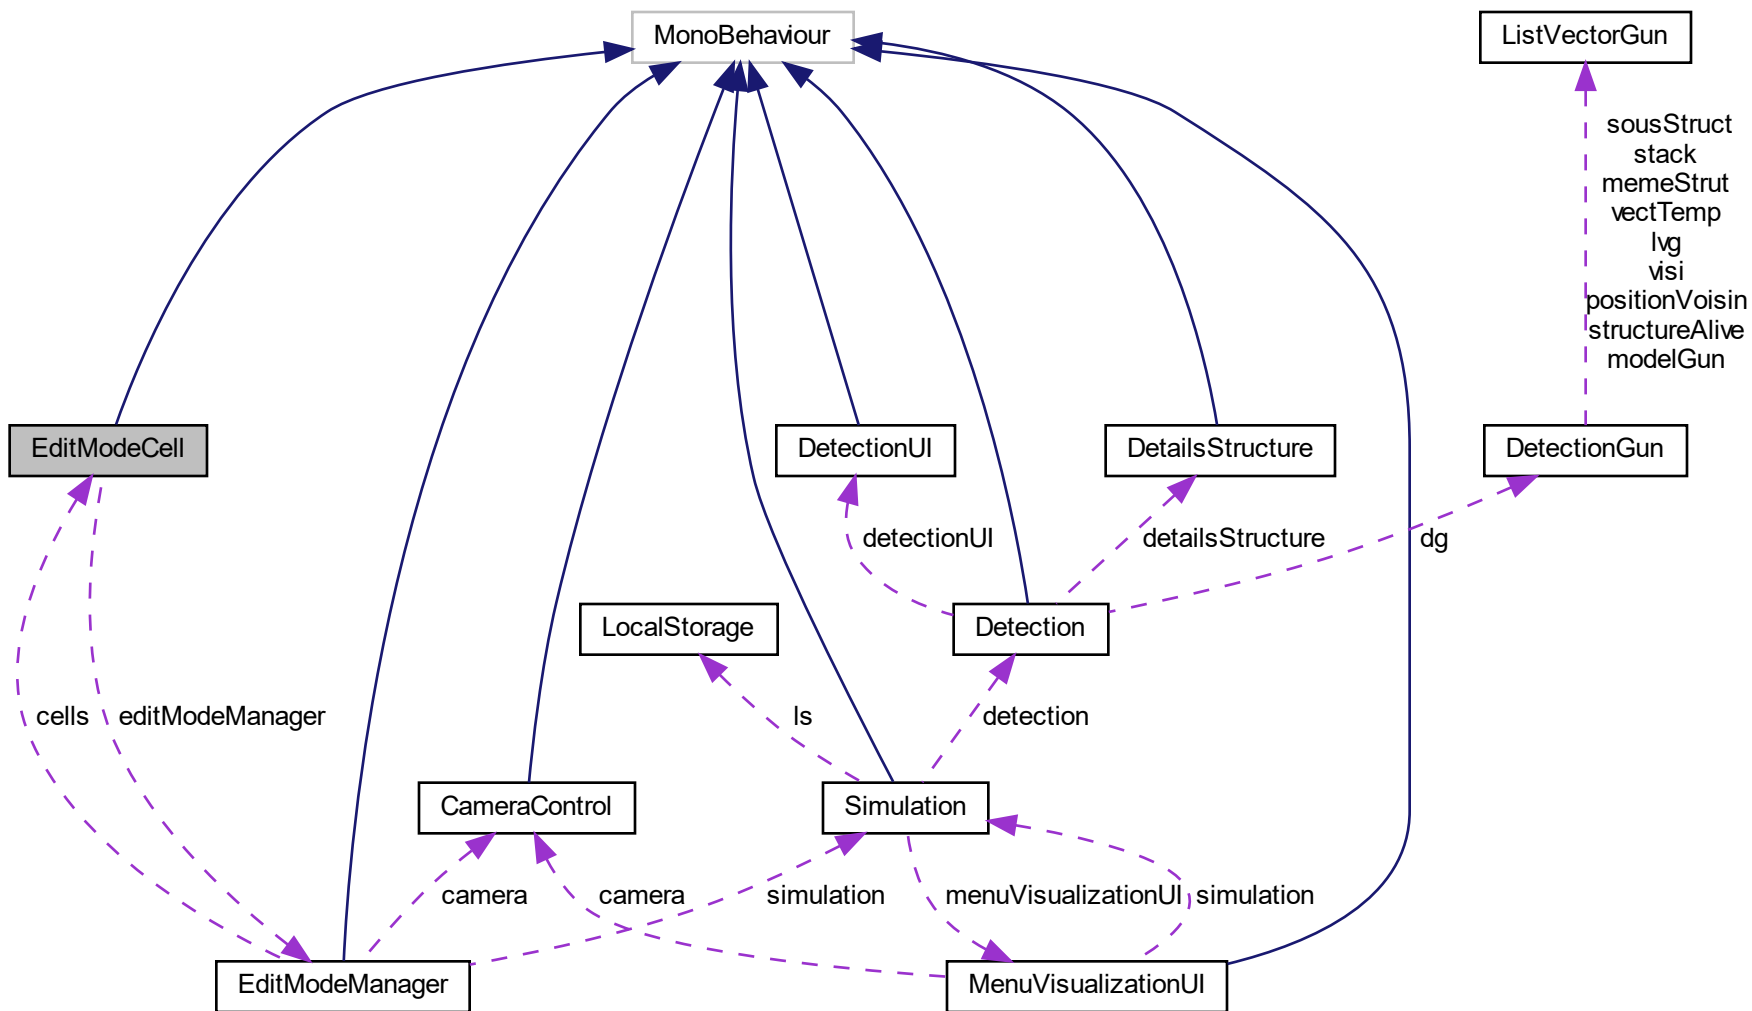 MonoBehaviour
ListVectorGun
sousStruct
stack
memeStrut
vectTemp
lvg
visi
positionVoisin
structureAlive
modelGun
EditModeCell
DetectionUI
DetailsStructure
DetectionGun
detectionUI
detailsStructure
dg
LocalStorage
Detection
cells
editModeManager
ls
detection
CameraControl
Simulation
camera
camera
simulation
menuVisualizationUI
simulation
EditModeManager
MenuVisualizationUI